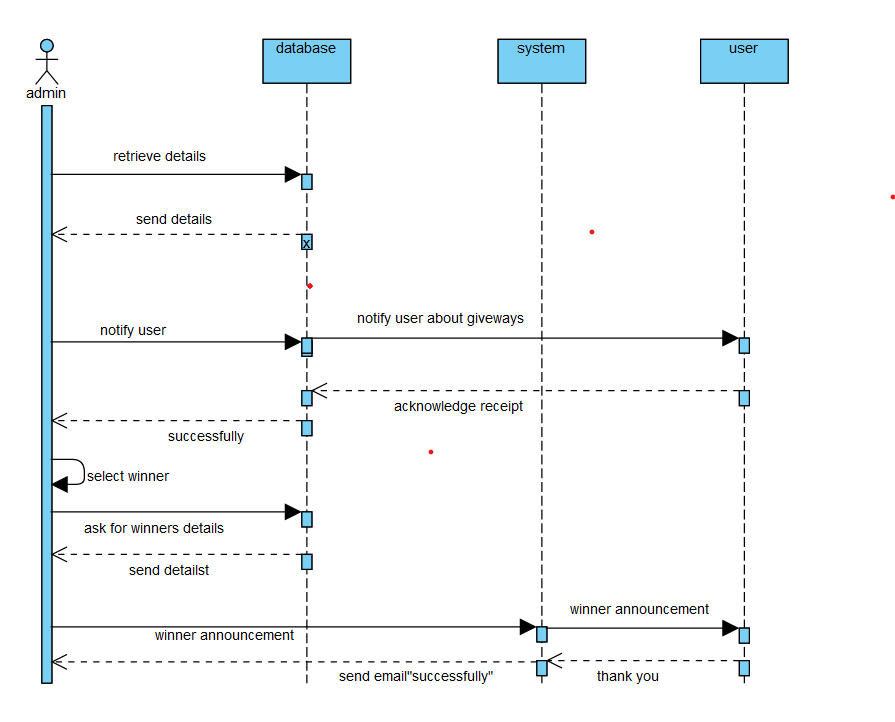 database
system
user
admin
retrieve details
send details
x
notify user about giveways
notify user
acknowledge receipt
successfully
select winner
ask for winners details
send detailst
winner announcement
winner announcement
send email"successfully"
thank you